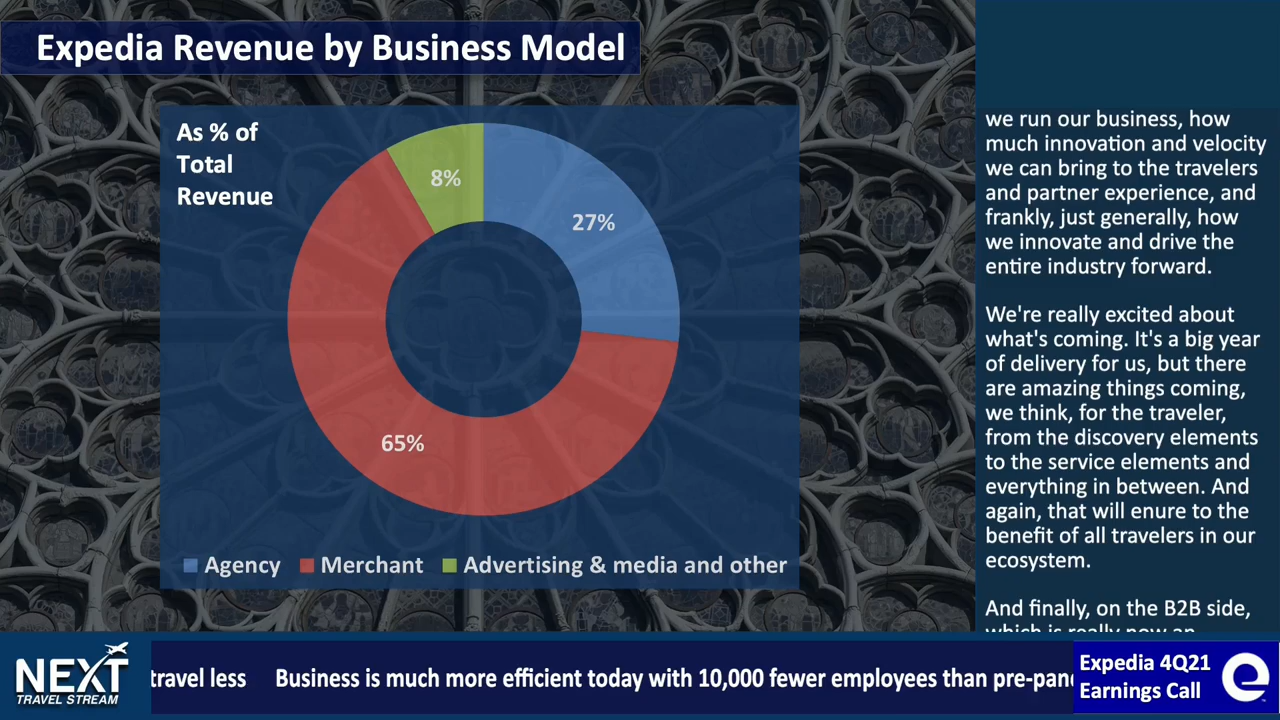 Expedia Revenue by Business Model
As % of
Total
Revenue
8%
27%
65%
Agency
Merchant
Advertising & media and other
we run our business, how
much innovation and velocity
we can bring to the travelers
and partner experience, and
frankly, just generally, how
we innovate and drive the
entire industry forward.
We're really excited about
what's coming. It's a big year
of delivery for us, but there
are amazing things coming,
we think, for the traveler,
from the discovery elements
to the service elements and
everything in between. And
again, that will enure to the
benefit of all travelers in our
ecosystem.
And finally, on the B2B side,
which is really now an
NEXT
TRAVEL STREAM
travel less
Business is much more efficient today with 10,000 fewer employees than pre-pan
Expedia 4Q21
Earnings Call
e